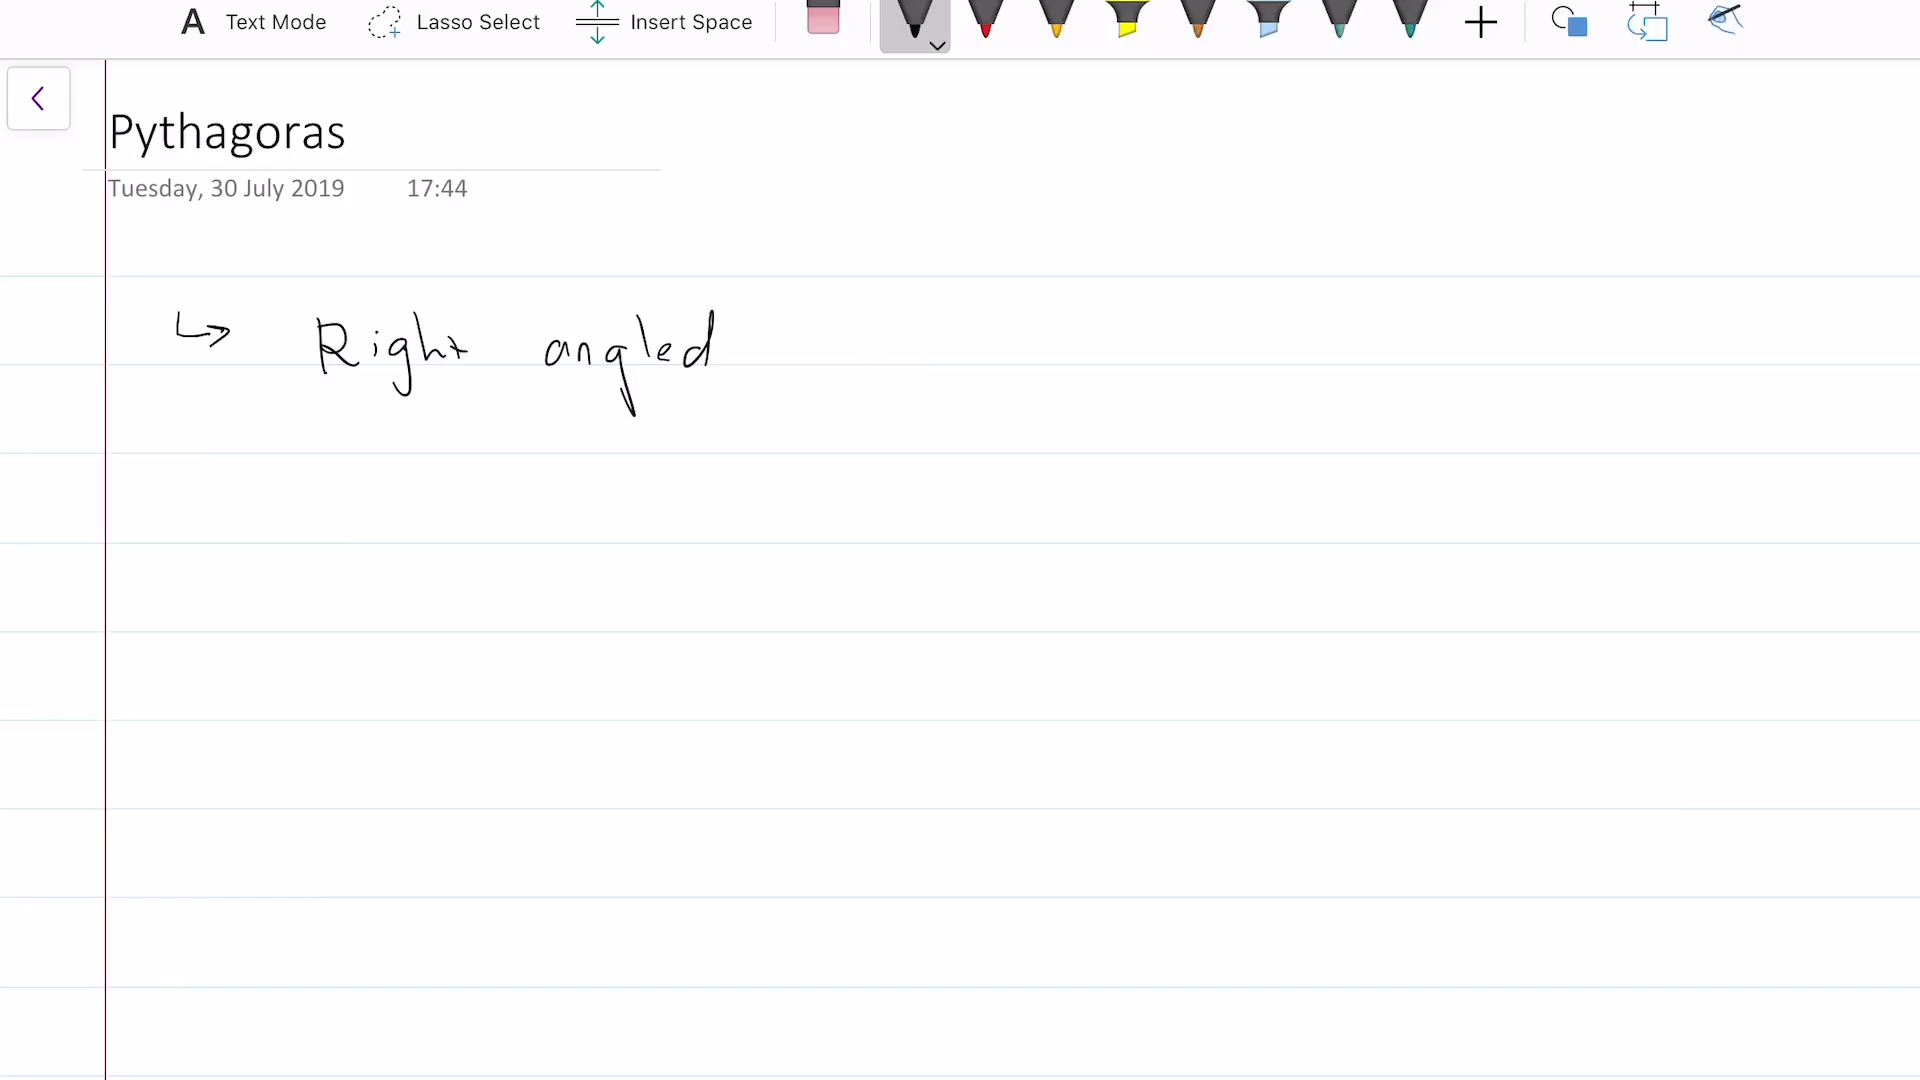 A Text Mode Lasso Select Insert Space
Pythagoras
Tuesday, 30 July 2019 17:44
↳ Right angled